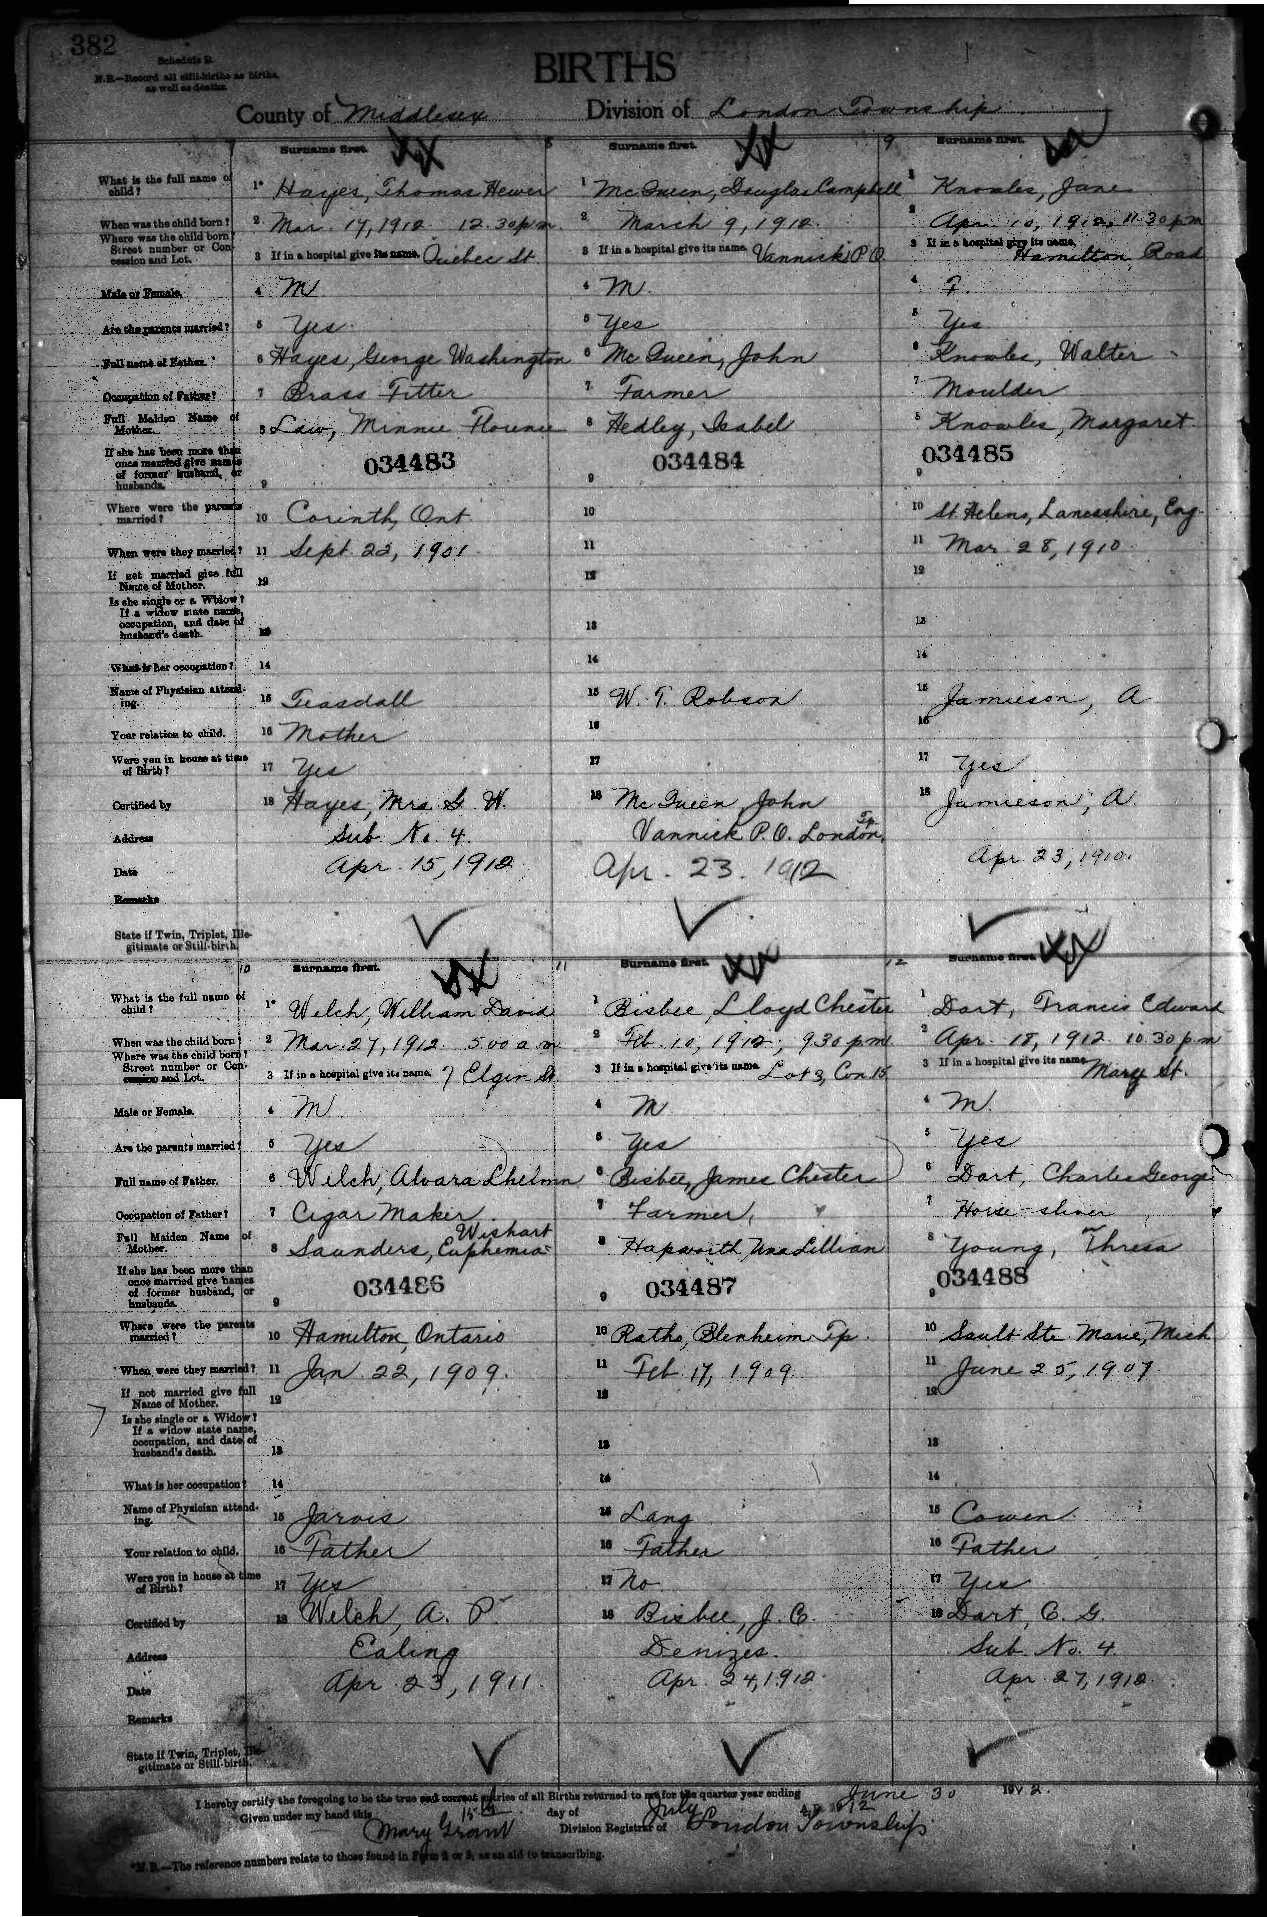 382
Schedule B.
N.B.—Record all still-births as births, as well as deaths.
BIRTHS
County of Middlesex Division of London Township
7 Surname first. 8 Surname first. 9 Surname first.
What is the full name of child? 1* Hayes, Thomas Hewer 1 McQueen, Douglas Campbell 1 Knowles, Jane
When was the child born? 2 Mar. 17, 1912 12.30 p.m. 2 March 9, 1912. 2 Apr. 10, 1912, 11.30 p.m
Where was the child born? Street number or Concession and Lot. 3 If in a hospital give its name. Quebec St. 3 If in a hospital give its name. Vannick P.O. 3 If in a hospital give its name. Hamilton Road
Male or Female. 4 M 4 M. 4 F.
Are the parents married? 5 Yes 5 Yes 5 Yes
Full name of Father. 6 Hayes, George Washington 6 McQueen, John 6 Knowles, Walter
Occupation of Father? 7 Brass Fitter 7 Farmer 7 Moulder
Full Maiden Name of Mother. 8 Law, Minnie Florence 8 Hedley, Isabel 8 Knowles, Margaret
If she has been more than once married give names of former husband, or husbands. 9 034483 9 034484 9 034485
Where were the parents married? 10 Corinth, Ont. 10 10 St. Helens, Lancashire, Eng.
When were they married? 11 Sept. 22, 1901. 11 11 Mar 28, 1910
If not married give full Name of Mother. 12 12 12
Is she single or a Widow? If a widow state name, occupation, and date of husband's death. 13 13 13
What is her occupation? 14 14 14
Name of Physician attending. 15 Teasdall 15 W. T. Robson 15 Jamieson, A
Your relation to child. 16 Mother 16 16
Were you in house at time of Birth? 17 Yes 17 17 Yes
Certified by 18 Hayes, Mrs. G. W. 18 McQueen, John 18 Jamieson, A.
Address Sub. No. 4. Vannick P.O. London Tp.
Date Apr. 15, 1912 Apr. 23. 1912 Apr 23, 1910.
Remarks
State if Twin, Triplet, Illegitimate or Still-birth.
10 Surname first. 11 Surname first. 12 Surname first.
What is the full name of child? 1* Welch, William David 1 Bisbee, Lloyd Chester 1 Dart, Francis Edward
When was the child born? 2 Mar. 27, 1912. 5 00 a m 2 Feb. 10, 1912, 9 30 p.m. 2 Apr. 18, 1912 10.30 p m
Where was the child born? Street number or Concession and Lot. 3 If in a hospital give its name. 7 Elgin St. 3 If in a hospital give its name. Lot 3, Con 15 3 If in a hospital give its name. Mary St.
Male or Female. 4 M 4 M 4 M.
Are the parents married? 5 Yes 5 Yes 5 Yes
Full name of Father. 6 Welch, Alvara 6 Bisbee, James Chester 6 Dart, Charles George
Occupation of Father? 7 Cigar Maker 7 Farmer, 7 Horse-shoer
Full Maiden Name of Mother. 8 Saunders, Euphemia Wishart 8 Hapworth, Una Lillian 8 Young, Thresa
If she has been more than once married give names of former husband, or husbands. 9 034486 9 034487 9 034488
Where were the parents married? 10 Hamilton, Ontario 10 Ratho, Blenheim Tp. 10 Sault Ste Marie, Mich
When were they married? 11 Jan 22, 1909. 11 Feb. 17, 1909 11 June 25, 1907.
If not married give full Name of Mother. 12 12 12
Is she single or a Widow? If a widow state name, occupation, and date of husband's death. 13 13 13
What is her occupation? 14 14 14
Name of Physician attending. 15 Jarvis 15 Lang 15 Cowen
Your relation to child. 16 Father 16 Father 16 Father
Were you in house at time of Birth? 17 Yes 17 No 17 Yes
Certified by 18 Welch, A. P 18 Bisbee, J. C. 18 Dart, C. G.
Address Ealing Denizes. Sub. No. 4.
Date Apr. 23, 1911. Apr. 24, 1912. Apr 27, 1912.
Remarks
State if Twin, Triplet, Illegitimate or Still-birth.
I hereby certify the foregoing to be the true and correct entries of all Births returned to me for the quarter year ending June 30 1912.
Given under my hand this 15th day of July A.D. 1912
Mary Grant Division Registrar of London Township
*N.B.—The reference numbers relate to those found in Form 2 or 3, as an aid to transcribing.